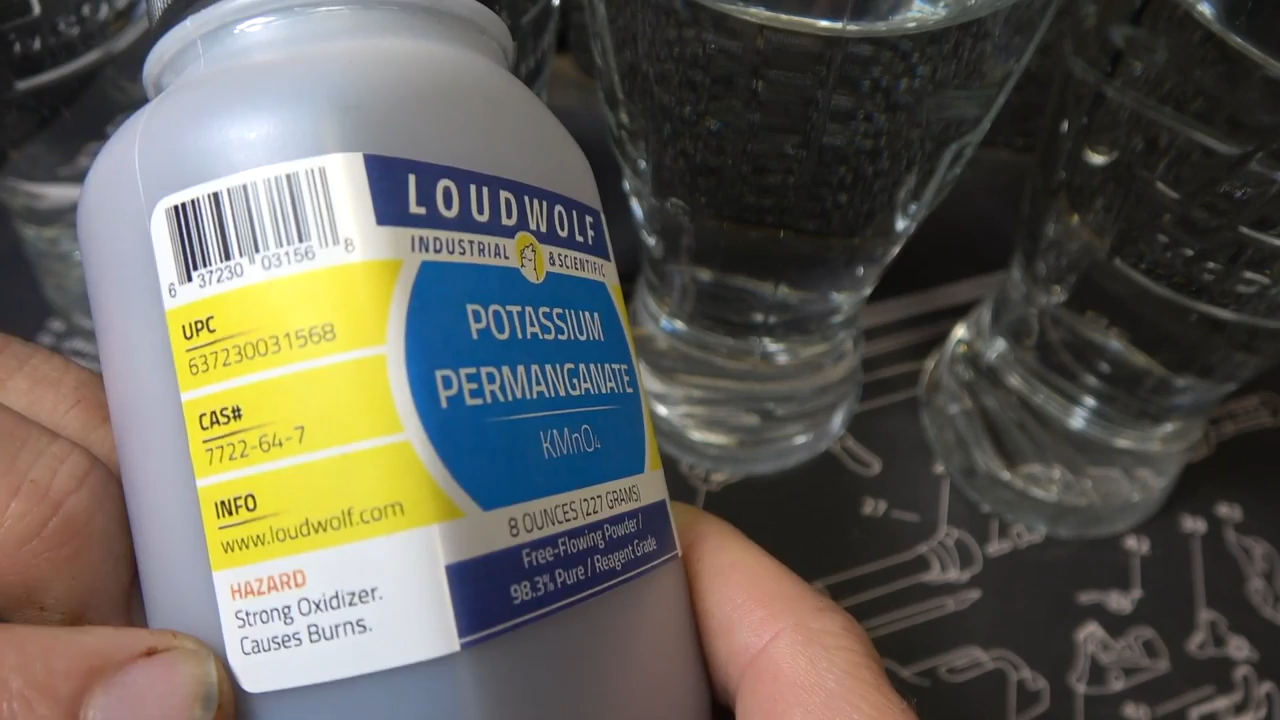 6 37230 03156 8
UPC
637230031568
CAS#
7722-64-7
INFO
www.loudwolf.com
HAZARD
Strong Oxidizer.
Causes Burns.
LOUDWOLF
INDUSTRIAL & SCIENTIFIC
POTASSIUM
PERMANGANATE
KMnO₄
8 OUNCES (227 GRAMS)
Free-Flowing Powder /
98.3% Pure / Reagent Grade